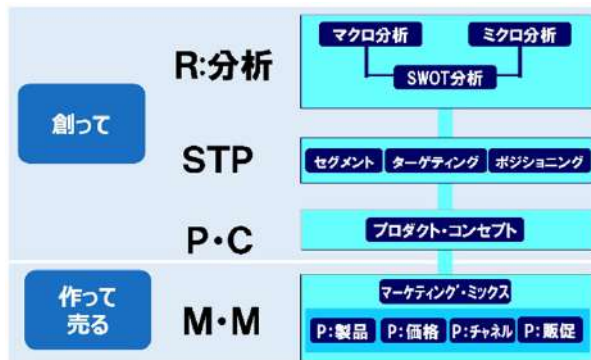 マクロ分析 ミクロ分析
R:分析
SWOT分析
創って
STP
セグメント ターゲティング ポジショニング
P・C
プロダクト・コンセプト
作って
売る
M・M
マーケティング・ミックス
P:製品 P:価格 P:チャネル P:販促